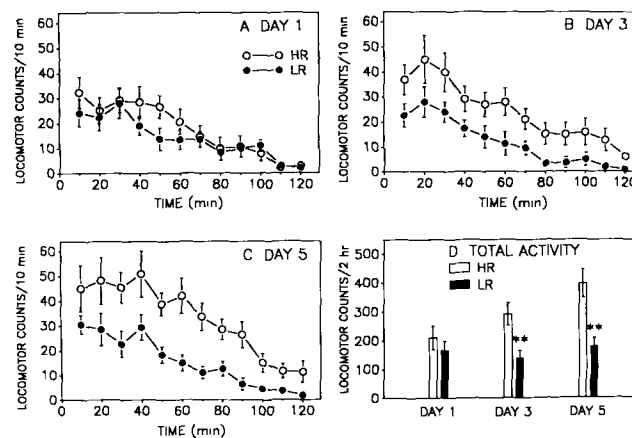 A DAY 1
HR
LR
LOCOMOTOR COUNTS/10 min
60
50
40
30
20
10
0
0 20 40 60 80 100 120
TIME (min)
B DAY 3
LOCOMOTOR COUNTS/10 min
60
50
40
30
20
10
0
0 20 40 60 80 100 120
TIME (min)
C DAY 5
LOCOMOTOR COUNTS/10 min
60
50
40
30
20
10
0
0 20 40 60 80 100 120
TIME (min)
D TOTAL ACTIVITY
HR
LR
LOCOMOTOR COUNTS/2 hr
500
400
300
200
100
0
**
**
DAY 1 DAY 3 DAY 5